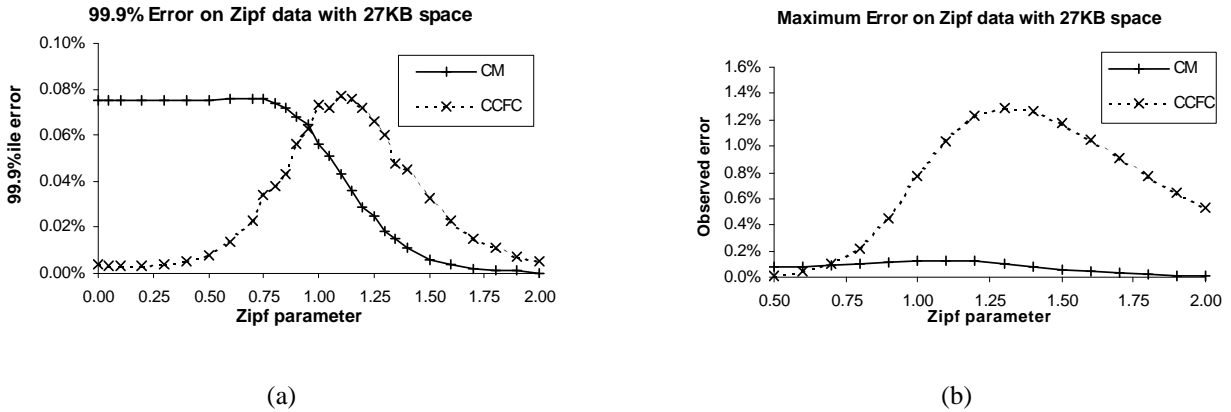 99.9% Error on Zipf data with 27KB space
0.10%
0.08%
0.06%
0.04%
0.02%
0.00%
99.9%ile error
CM
CCFC
0.00 0.25 0.50 0.75 1.00 1.25 1.50 1.75 2.00
Zipf parameter
(a)
Maximum Error on Zipf data with 27KB space
1.6%
1.4%
1.2%
1.0%
0.8%
0.6%
0.4%
0.2%
0.0%
Observed error
CM
CCFC
0.50 0.75 1.00 1.25 1.50 1.75 2.00
Zipf parameter
(b)